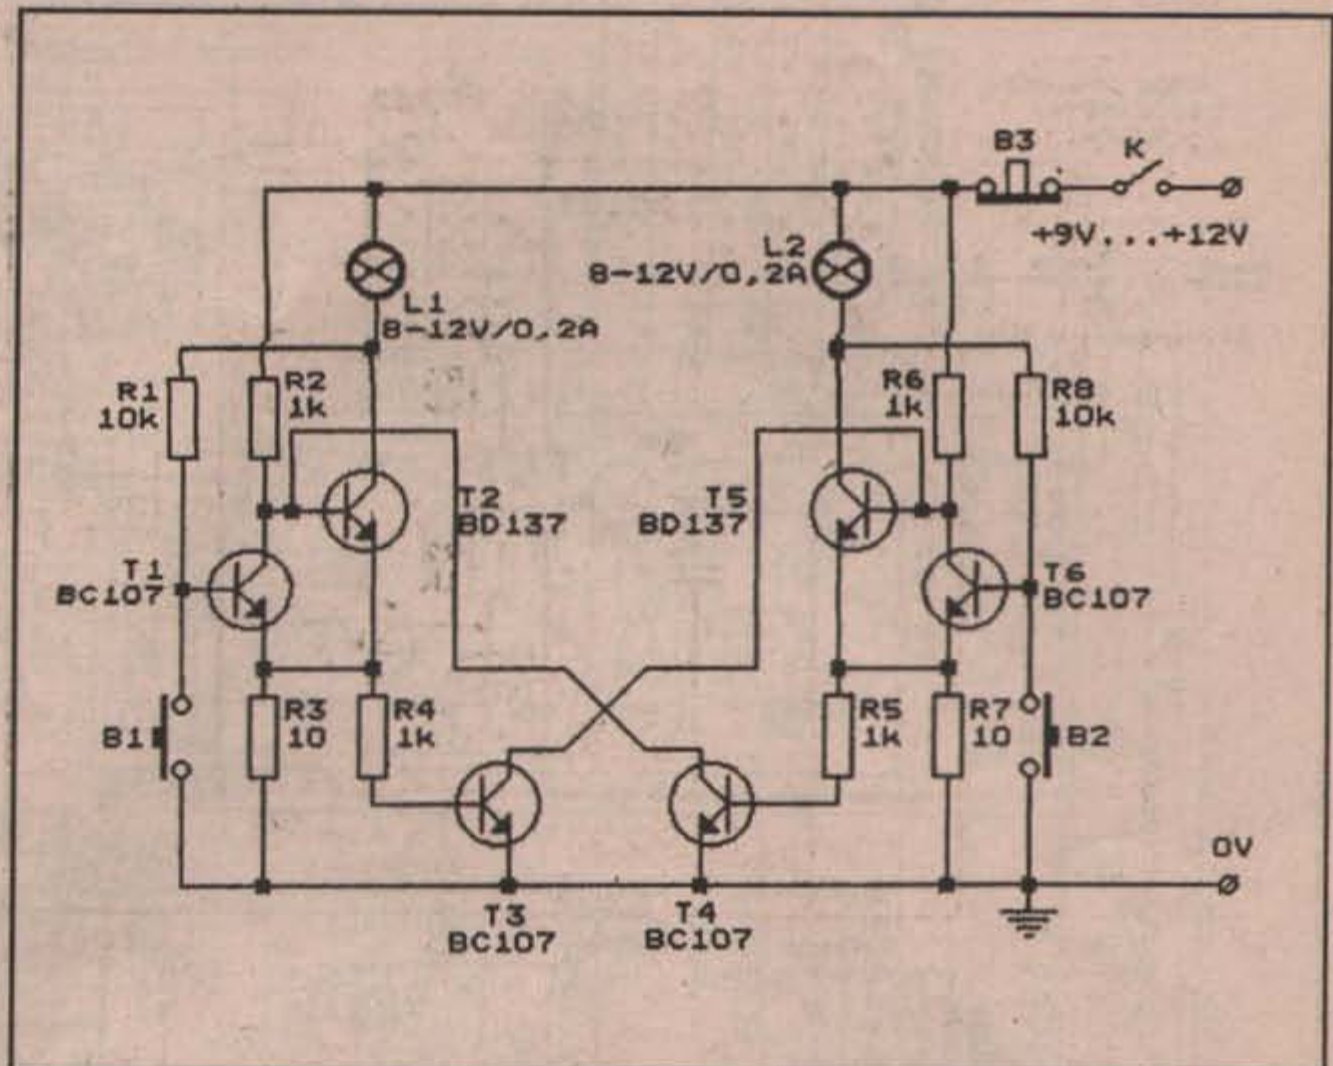 B3
K
+9V...+12V
L2
8-12V/0,2A
L1
8-12V/0,2A
R1
10k
R2
1k
R6
1k
R8
10k
T2
BD137
T5
BD137
T1
BC107
T6
BC107
B1
R3
10
R4
1k
R5
1k
R7
10
B2
0V
T3
BC107
T4
BC107